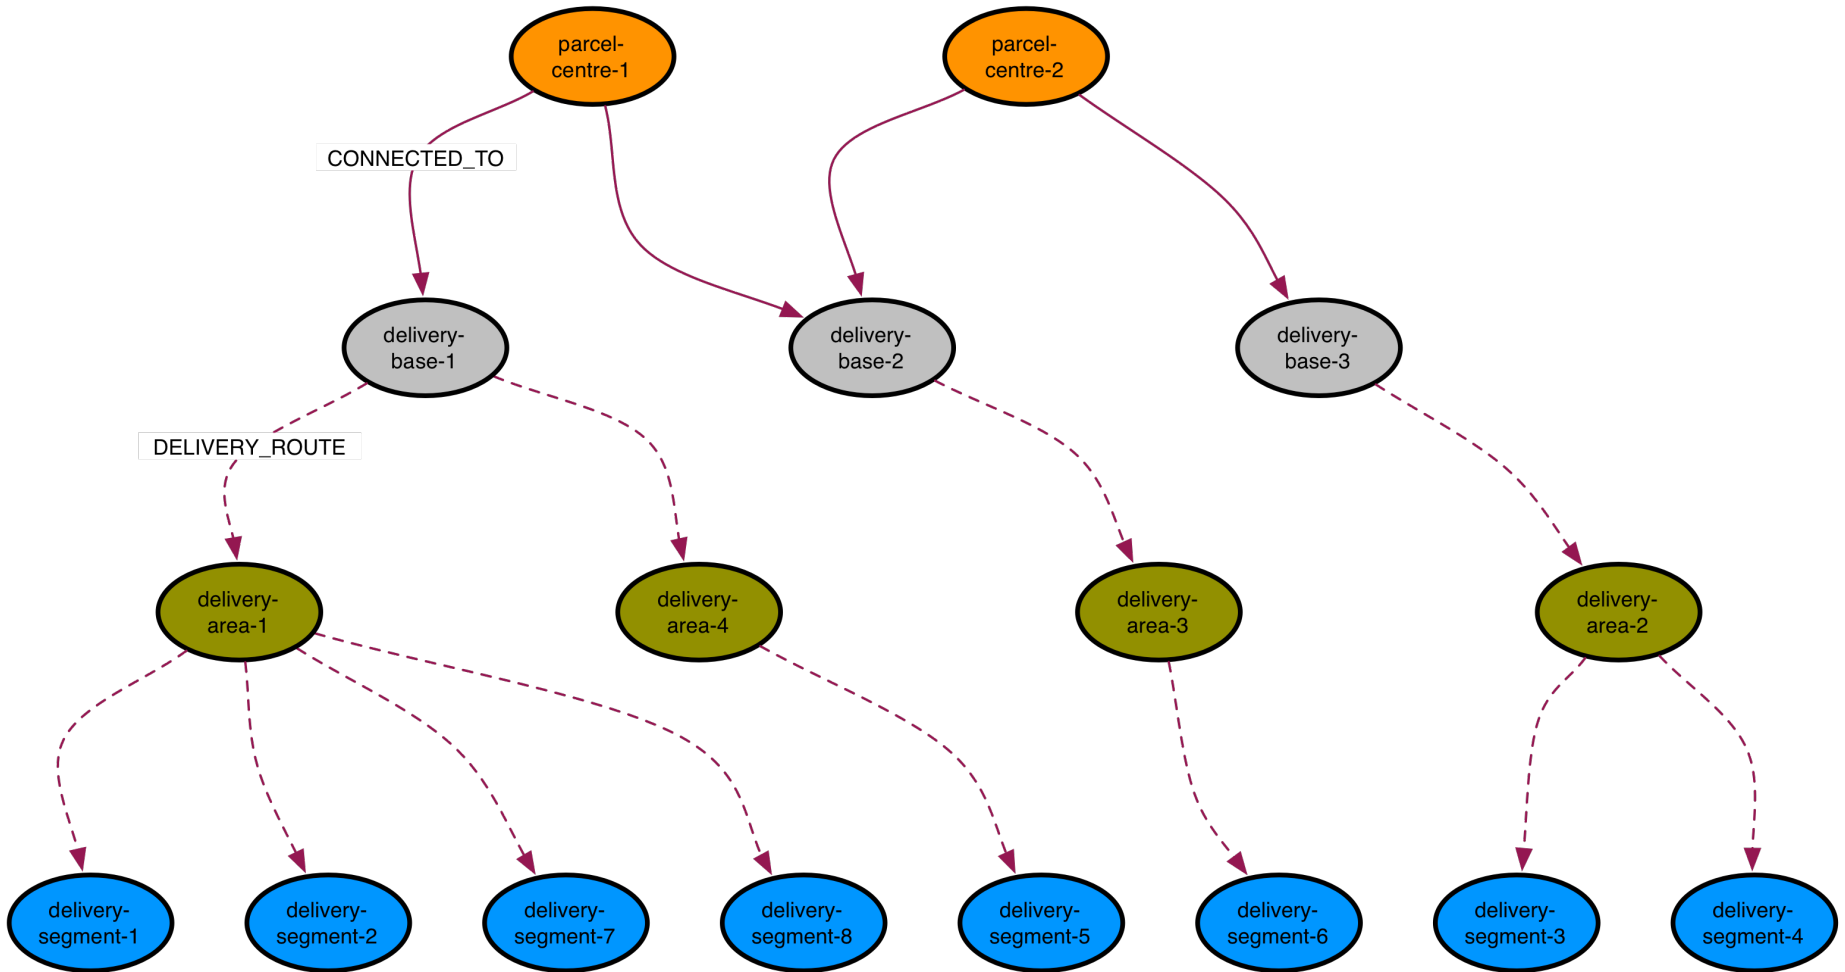 parcel-
centre-1
parcel-
centre-2
CONNECTED_TO
delivery-
base-1
delivery-
base-2
delivery-
base-3
DELIVERY_ROUTE
delivery-
area-1
delivery-
area-4
delivery-
area-3
delivery-
area-2
delivery-
segment-1
delivery-
segment-2
delivery-
segment-7
delivery-
segment-8
delivery-
segment-5
delivery-
segment-6
delivery-
segment-3
delivery-
segment-4